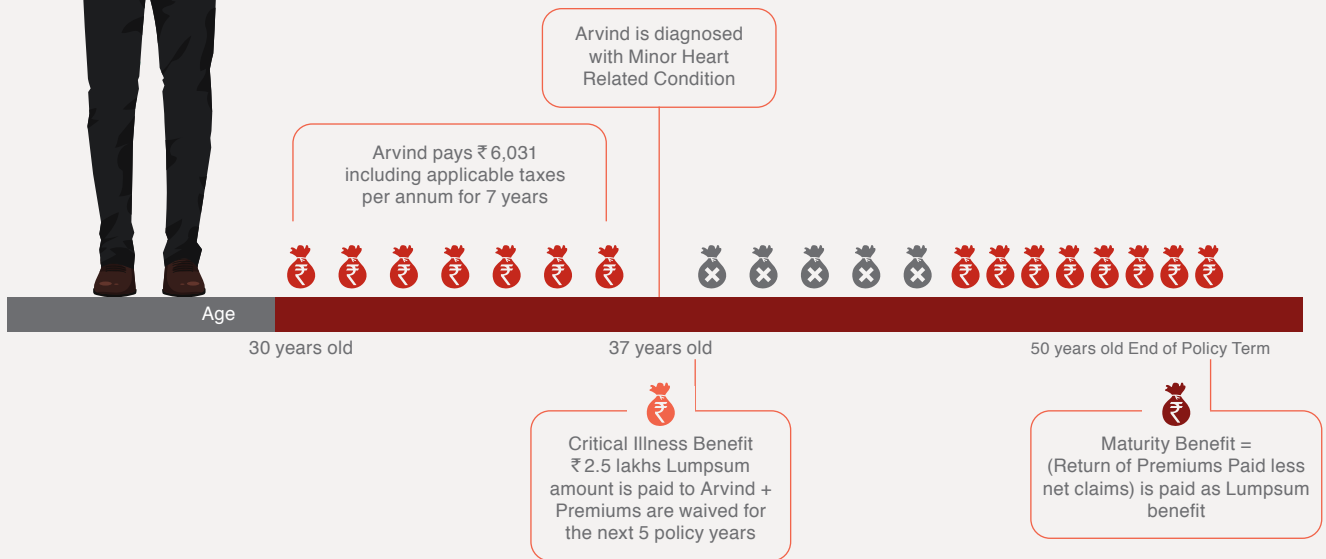 Arvind is diagnosed
with Minor Heart
Related Condition
Arvind pays ₹ 6,031
including applicable taxes
per annum for 7 years
₹ ₹ ₹ ₹ ₹ ₹ ₹ ₹ ₹ ₹ ₹ ₹ ₹ ₹ ₹
Age
30 years old
37 years old
50 years old End of Policy Term
₹
Critical Illness Benefit
₹ 2.5 lakhs Lumpsum
amount is paid to Arvind +
Premiums are waived for
the next 5 policy years
₹
Maturity Benefit =
(Return of Premiums Paid less
net claims) is paid as Lumpsum
benefit